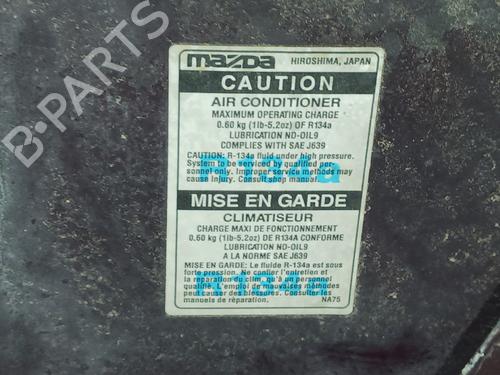 mazda HIROSHIMA, JAPAN
CAUTION
AIR CONDITIONER
MAXIMUM OPERATING CHARGE
0.60 kg (1lb-5.2oz) OF R134a
LUBRICATION ND-OIL9
COMPLIES WITH SAE J639
CAUTION: R-134a fluid under high pressure.
System to be serviced by qualified per-
sonnel only. Improper service methods may
cause injury. Consult shop manual.
R134a
MISE EN GARDE
CLIMATISEUR
CHARGE MAXI DE FONCTIONNEMENT
0.60 kg (1lb-5.2oz) DE R134A CONFORME
LUBRIFICATION ND-OIL9
A LA NORME SAE J639
MISE EN GARDE: Le fluide R-134a est sous
forte pression. Ne confier l'entretien et
la réparation du clim. qu'à un personnel
qualifié. L'emploi de mauvaises méthodes
peut causer des blessures. Consultez les
manuels de réparation. NA75
R134a
B-PARTS